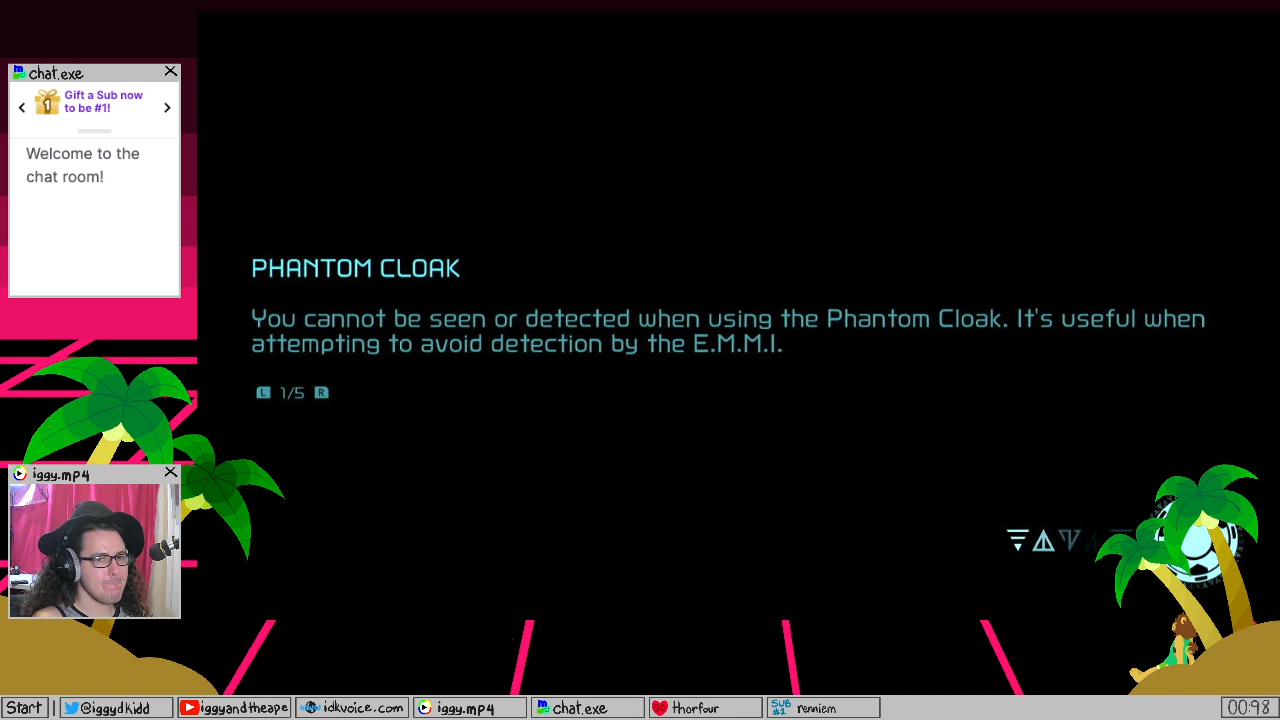 chat.exe
1
Gift a Sub now
to be #1!
Welcome to the
chat room!
PHANTOM CLOAK
You cannot be seen or detected when using the Phantom Cloak. It's useful when
attempting to avoid detection by the E.M.M.I.
L 1/5 R
iggy.mp4
Start | @iggydkidd iggyandtheape idkvoice.com iggy.mp4 chat.exe thorfour SUB #1 renniem 00:98